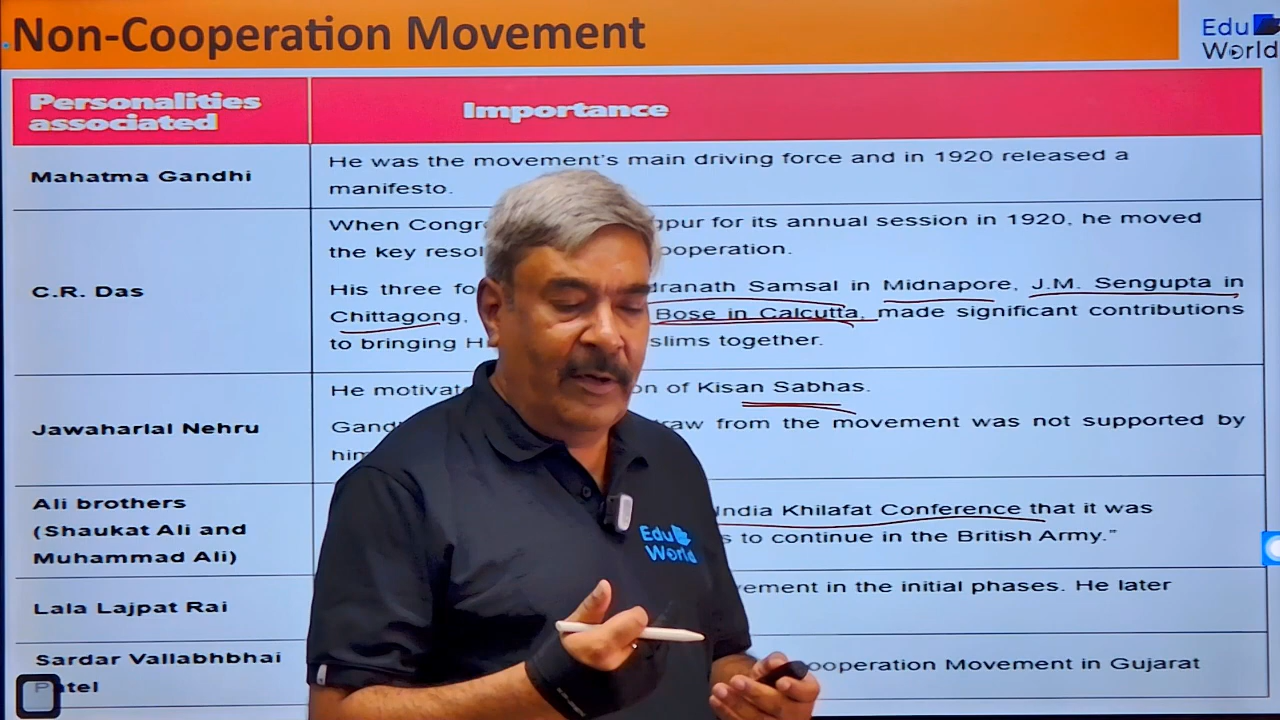 Non-Cooperation Movement
Edu
World
Personalities
associated
Importance
Mahatma Gandhi
He was the movement's main driving force and in 1920 released a
manifesto.
C.R. Das
When Congr gpur for its annual session in 1920, he moved
the key resol ooperation.
His three fo dranath Samsal in Midnapore, J.M. Sengupta in
Chittagong, Bose in Calcutta, made significant contributions
to bringing H slims together.
Jawaharlal Nehru
He motivat on of Kisan Sabhas.
Gand raw from the movement was not supported by
him
Ali brothers
(Shaukat Ali and
Muhammad Ali)
India Khilafat Conference that it was
s to continue in the British Army."
Lala Lajpat Rai
vement in the initial phases. He later
Sardar Vallabhbhai
Patel
ooperation Movement in Gujarat
Edu
World